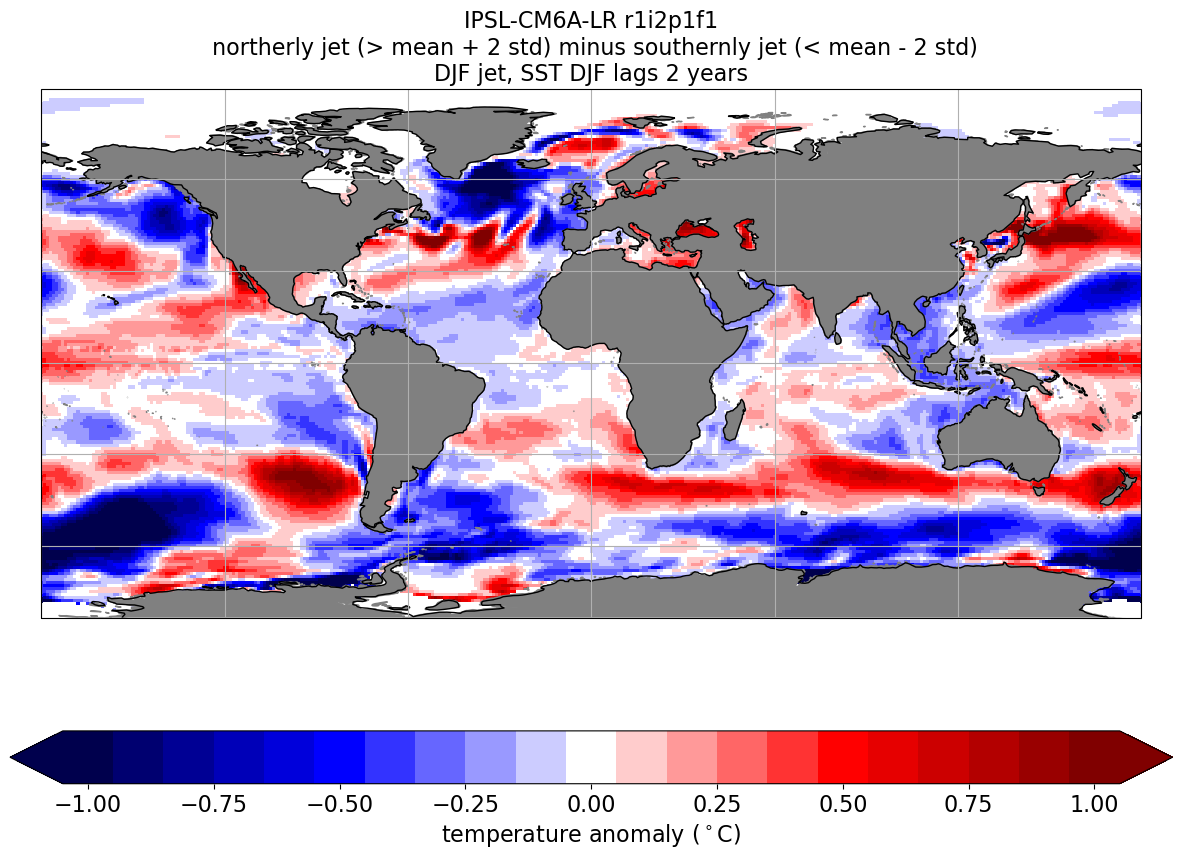 IPSL-CM6A-LR r1i2p1f1
northerly jet (> mean + 2 std) minus southernly jet (< mean - 2 std)
DJF jet, SST DJF lags 2 years
−1.00 −0.75 −0.50 −0.25 0.00 0.25 0.50 0.75 1.00
temperature anomaly (°C)